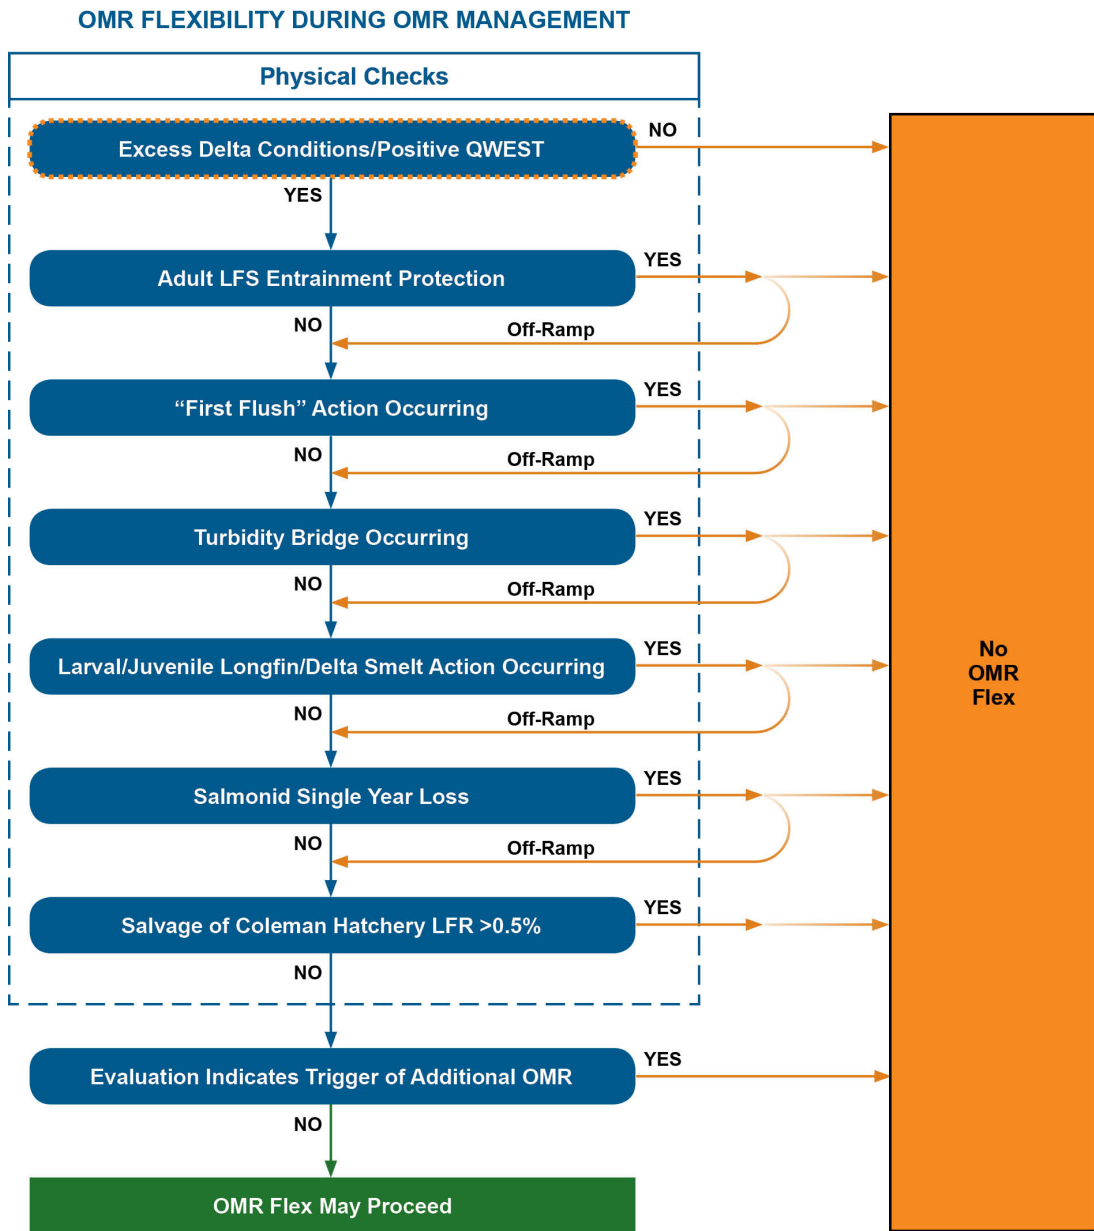 OMR FLEXIBILITY DURING OMR MANAGEMENT
Physical Checks
Excess Delta Conditions/Positive QWEST
NO
YES
Adult LFS Entrainment Protection
YES
NO
Off-Ramp
“First Flush” Action Occurring
YES
NO
Off-Ramp
Turbidity Bridge Occurring
YES
NO
Off-Ramp
Larval/Juvenile Longfin/Delta Smelt Action Occurring
YES
No
OMR
Flex
NO
Off-Ramp
Salmonid Single Year Loss
YES
NO
Off-Ramp
Salvage of Coleman Hatchery LFR >0.5%
YES
NO
Evaluation Indicates Trigger of Additional OMR
YES
NO
OMR Flex May Proceed